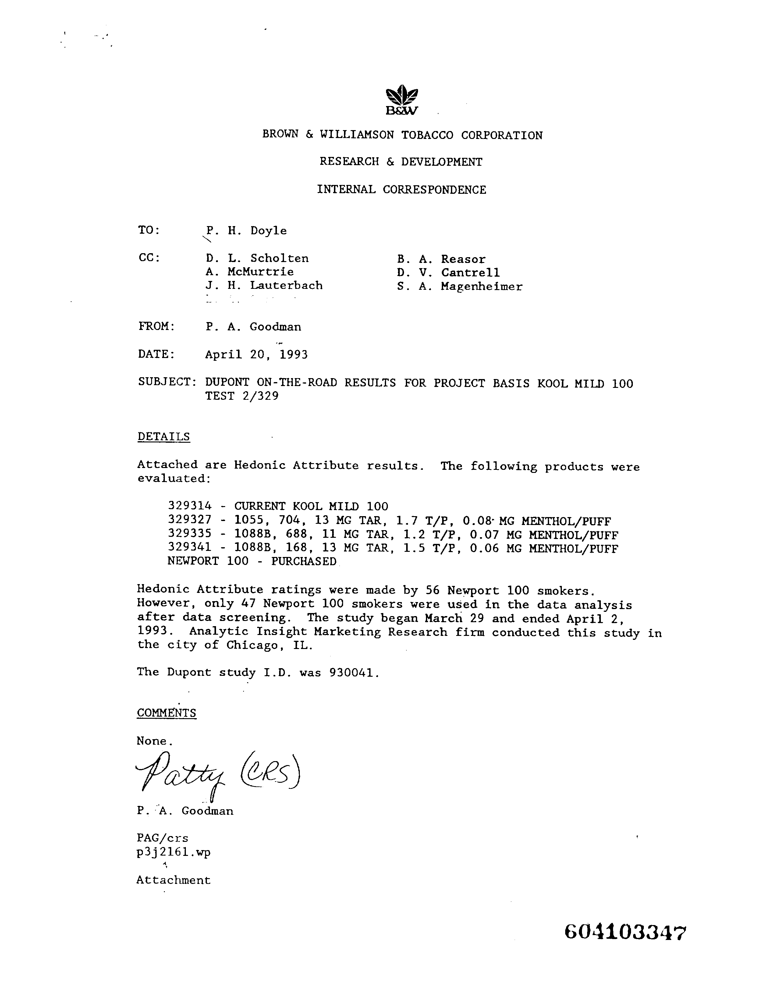 B&W
BROWN & WILLIAMSON TOBACCO CORPORATION
RESEARCH & DEVELOPMENT
INTERNAL CORRESPONDENCE
TO: P. H. Doyle
CC: D. L. Scholten B. A. Reasor
A. McMurtrie D. V. Cantrell
J. H. Lauterbach S. A. Magenheimer
FROM: P. A. Goodman
DATE: April 20, 1993
SUBJECT: DUPONT ON-THE-ROAD RESULTS FOR PROJECT BASIS KOOL MILD 100
TEST 2/329
DETAILS
Attached are Hedonic Attribute results. The following products were
evaluated:
329314 - CURRENT KOOL MILD 100
329327 - 1055, 704, 13 MG TAR, 1.7 T/P, 0.08 MG MENTHOL/PUFF
329335 - 1088B, 688, 11 MG TAR, 1.2 T/P, 0.07 MG MENTHOL/PUFF
329341 - 1088B, 168, 13 MG TAR, 1.5 T/P, 0.06 MG MENTHOL/PUFF
NEWPORT 100 - PURCHASED
Hedonic Attribute ratings were made by 56 Newport 100 smokers.
However, only 47 Newport 100 smokers were used in the data analysis
after data screening. The study began March 29 and ended April 2,
1993. Analytic Insight Marketing Research firm conducted this study in
the city of Chicago, IL.
The Dupont study I.D. was 930041.
COMMENTS
None.
Patty (CRS)
P. A. Goodman
PAG/crs
p3j2161.wp
Attachment
604103347